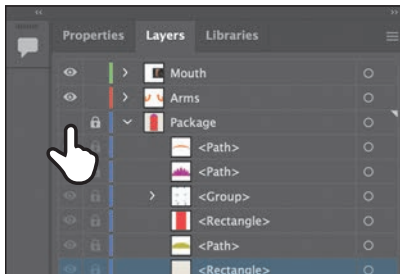 Properties Layers Libraries
Mouth
Arms
Package
<Path>
<Path>
<Group>
<Rectangle>
<Path>
<Rectangle>